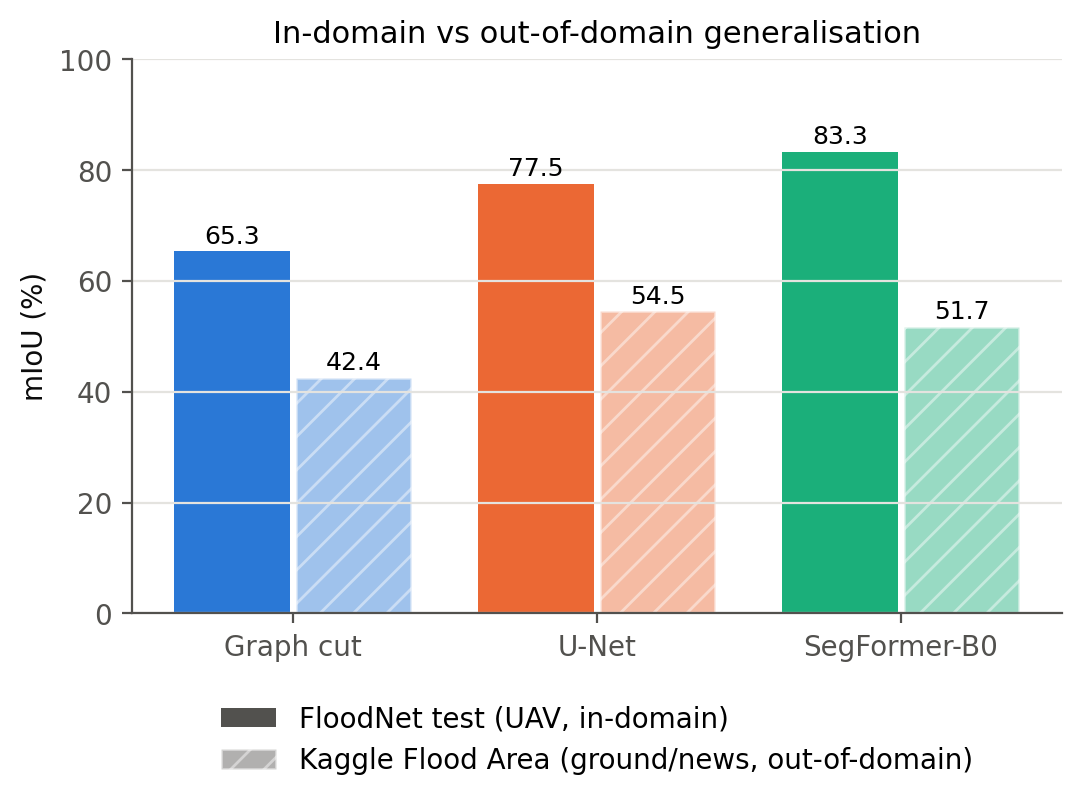 In-domain vs out-of-domain generalisation
mIoU (%)
100
80
60
40
20
0
65.3
42.4
77.5
54.5
83.3
51.7
Graph cut
U-Net
SegFormer-B0
FloodNet test (UAV, in-domain)
Kaggle Flood Area (ground/news, out-of-domain)